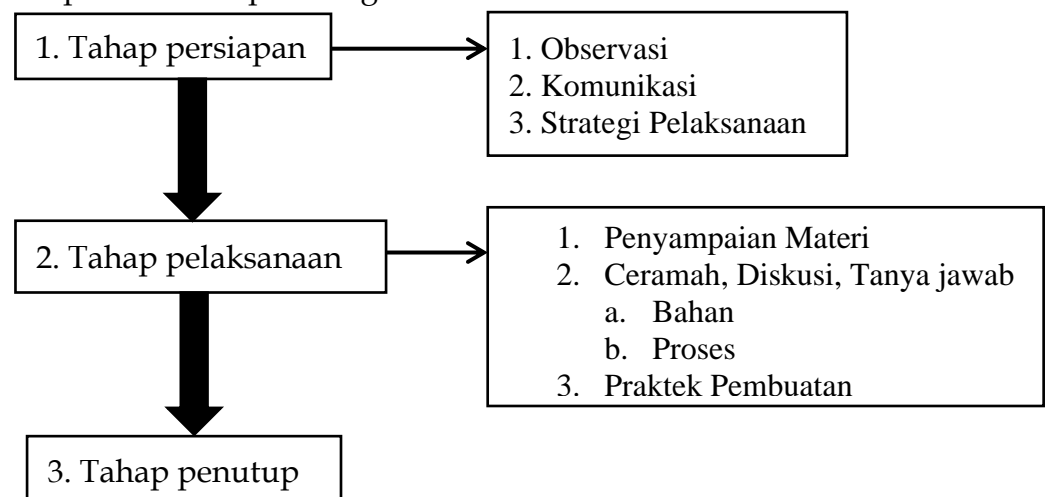 1. Tahap persiapan
1. Observasi
2. Komunikasi
3. Strategi Pelaksanaan
2. Tahap pelaksanaan
1. Penyampaian Materi
2. Ceramah, Diskusi, Tanya jawab
a. Bahan
b. Proses
3. Praktek Pembuatan
3. Tahap penutup